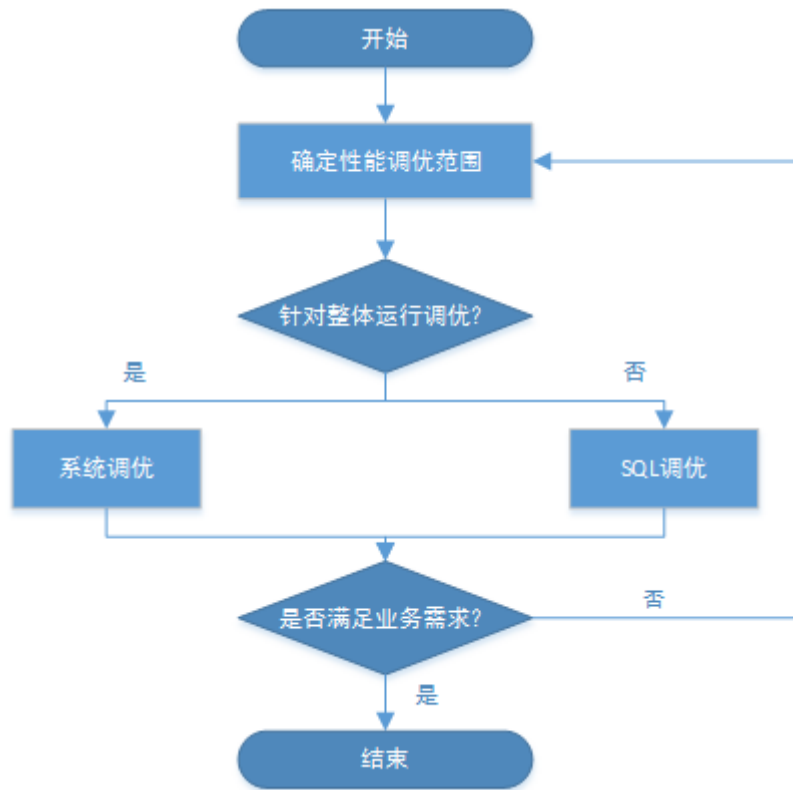 开始
确定性能调优范围
针对整体运行调优?
是
否
系统调优
SQL调优
是否满足业务需求?
否
是
结束